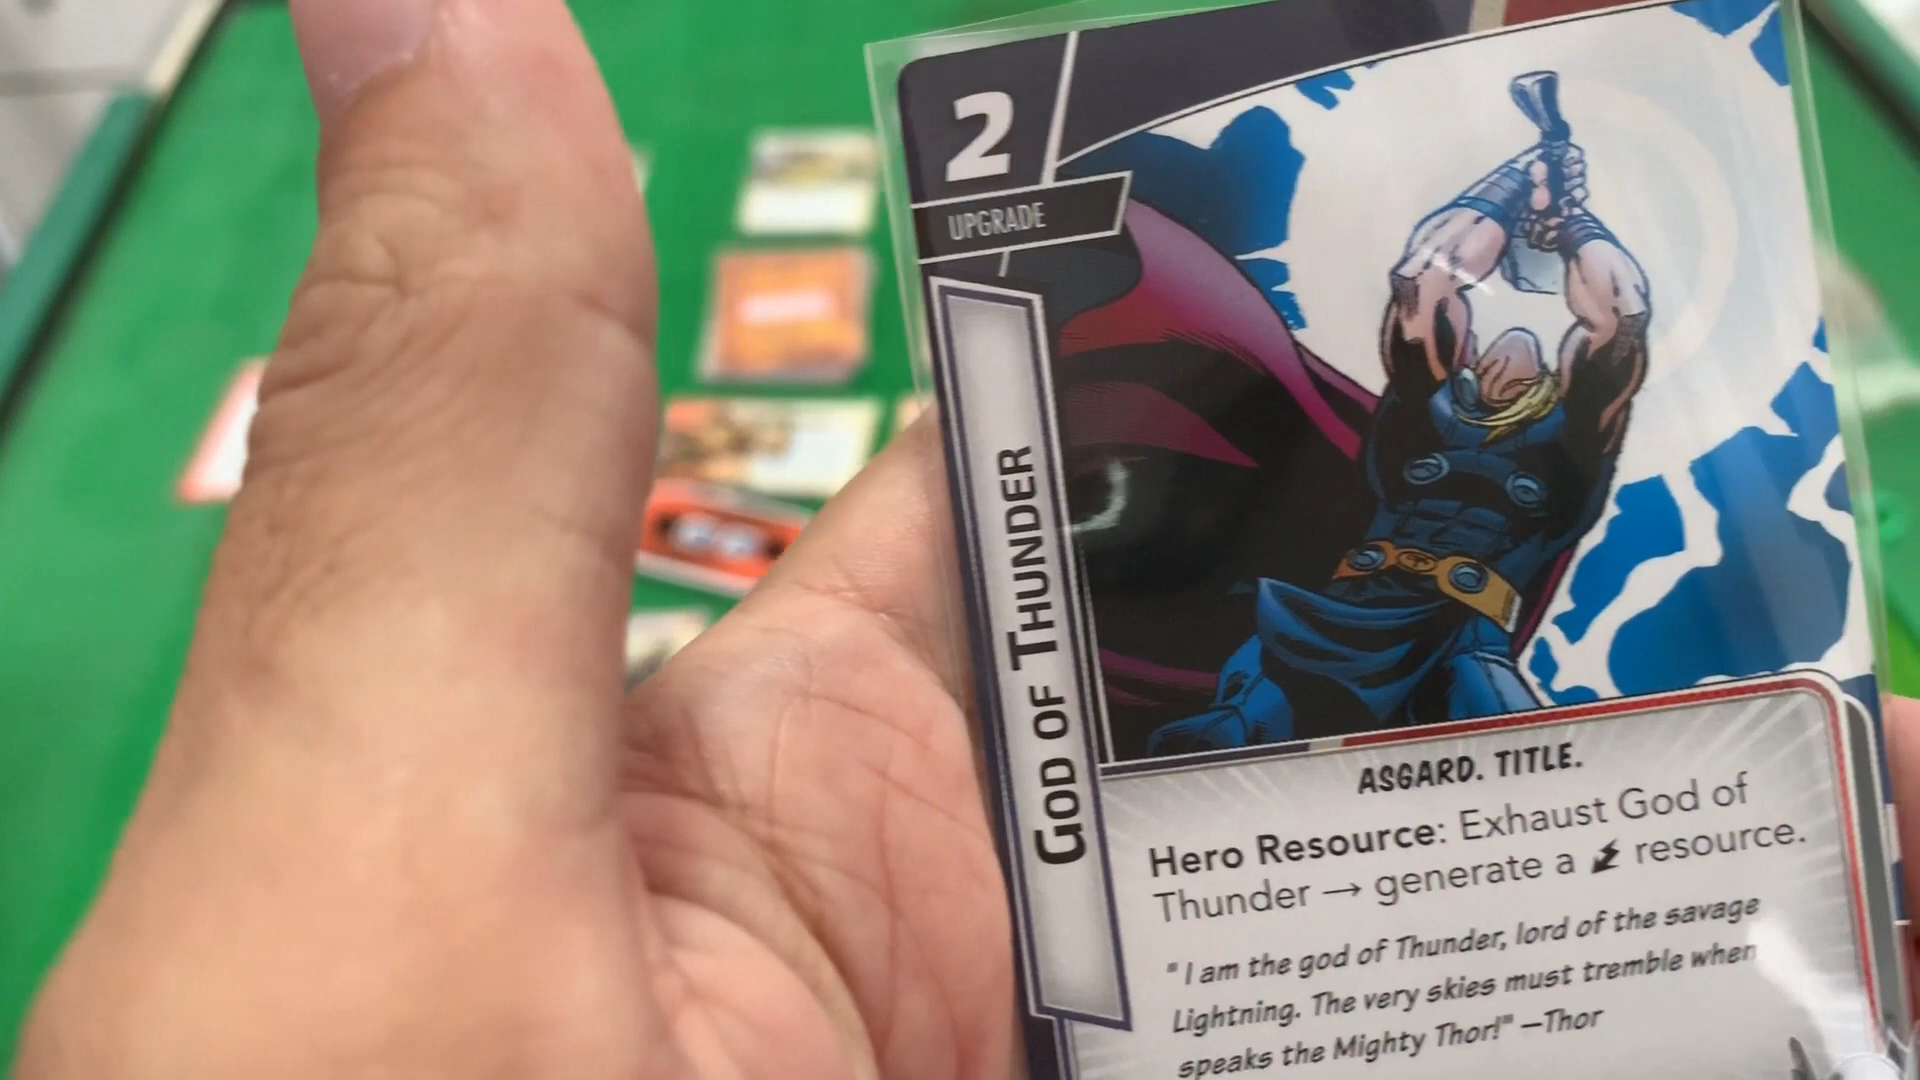 2
UPGRADE
GOD OF THUNDER
ASGARD. TITLE.
Hero Resource: Exhaust God of
Thunder → generate a resource.
"I am the god of Thunder, lord of the savage
Lightning. The very skies must tremble when
speaks the Mighty Thor!" —Thor